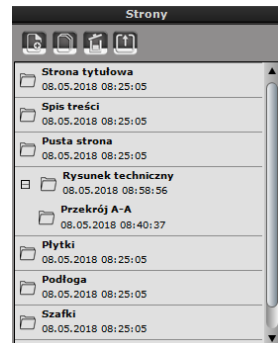 Strony
Strona tytułowa
08.05.2018 08:25:05
Spis treści
08.05.2018 08:25:05
Pusta strona
08.05.2018 08:25:05
Rysunek techniczny
08.05.2018 08:58:56
Przekrój A-A
08.05.2018 08:40:37
Płytki
08.05.2018 08:25:05
Podłoga
08.05.2018 08:25:05
Szafki
08.05.2018 08:25:05